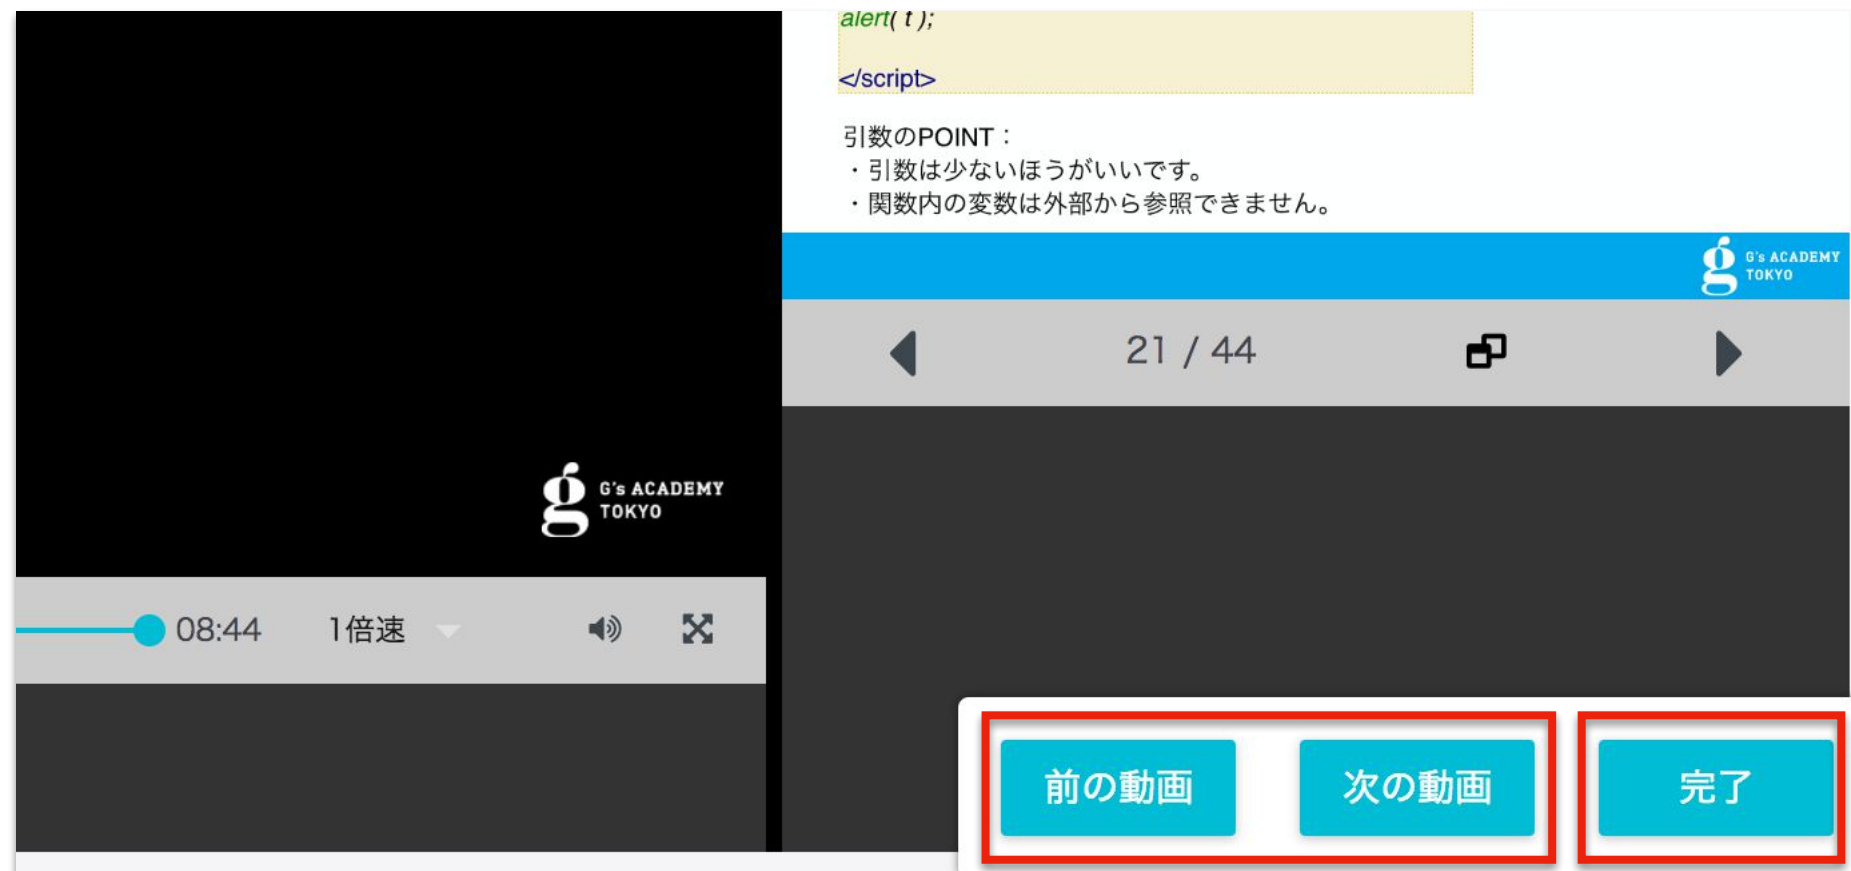 alert( t );
</script>
引数のPOINT：
・引数は少ないほうがいいです。
・関数内の変数は外部から参照できません。
G's ACADEMY
TOKYO
21 / 44
G's ACADEMY
TOKYO
08:44 1倍速
前の動画 次の動画 完了